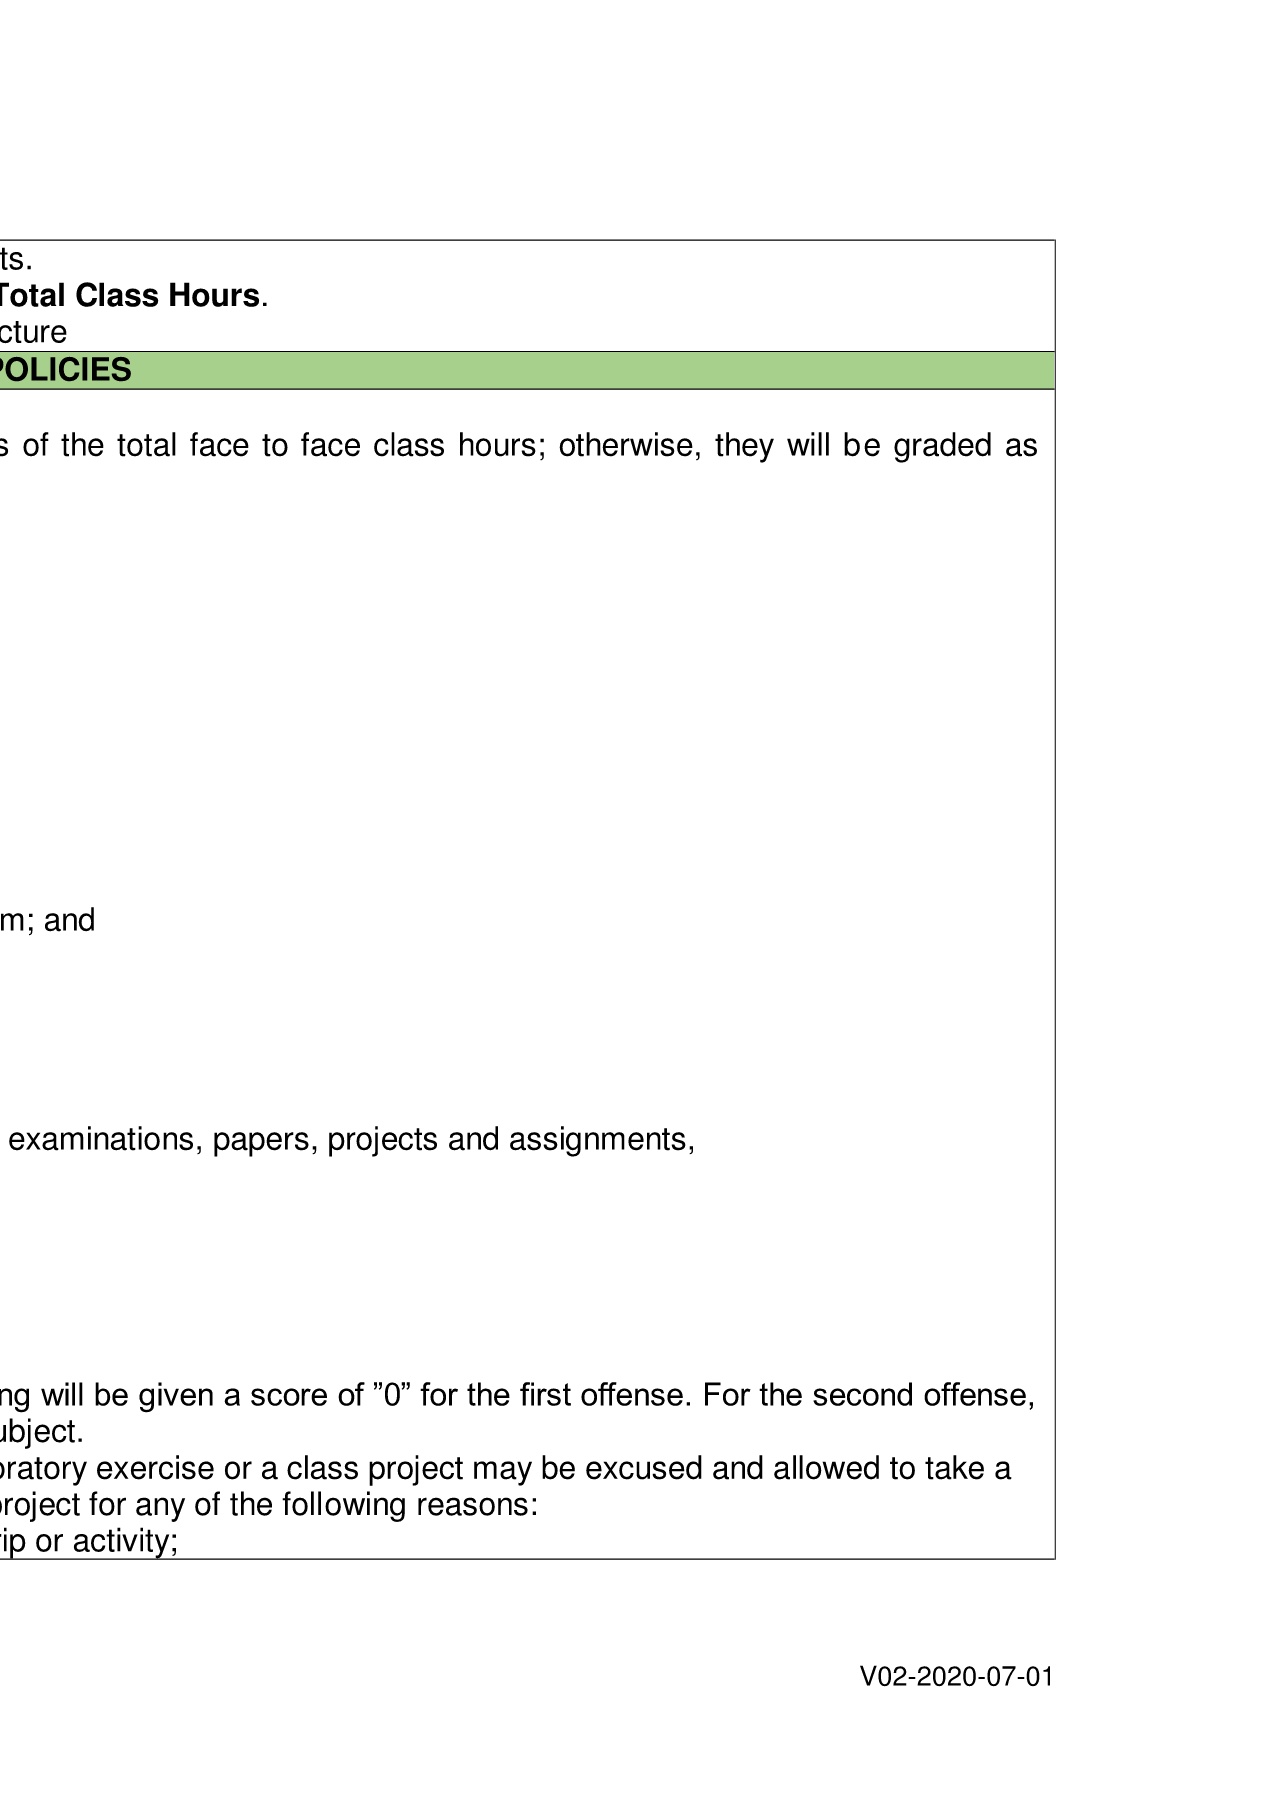 ts.
Total Class Hours.
cture
POLICIES
s of the total face to face class hours; otherwise, they will be graded as
m; and
examinations, papers, projects and assignments,
ng will be given a score of ”0” for the first offense. For the second offense,
ubject.
oratory exercise or a class project may be excused and allowed to take a
project for any of the following reasons:
rip or activity;
V02-2020-07-01